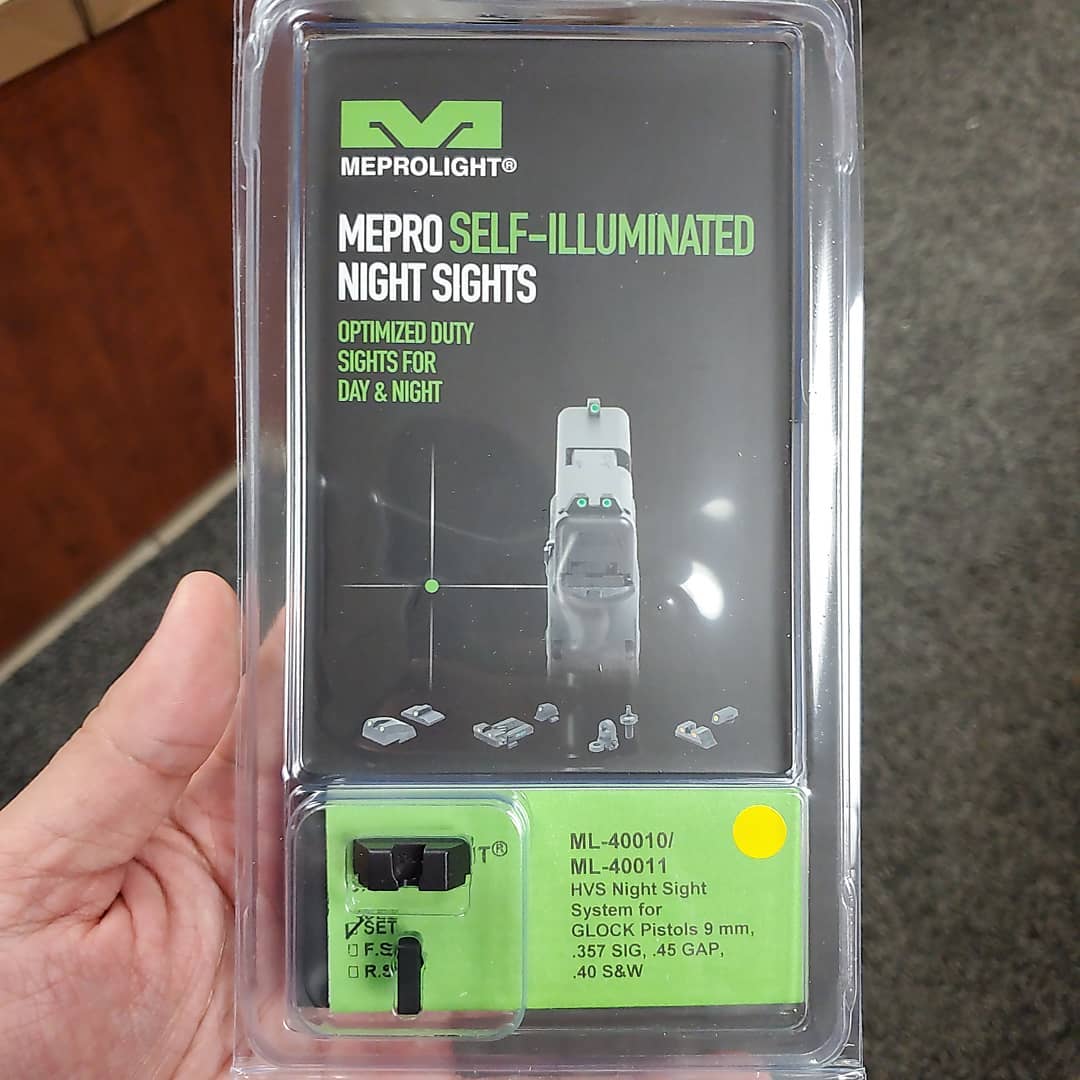 MEPROLIGHT®
MEPRO SELF-ILLUMINATED
NIGHT SIGHTS
OPTIMIZED DUTY
SIGHTS FOR
DAY & NIGHT
T®
SET
F.S
R.S
ML-40010/
ML-40011
HVS Night Sight
System for
GLOCK Pistols 9 mm,
.357 SIG, .45 GAP,
.40 S&W